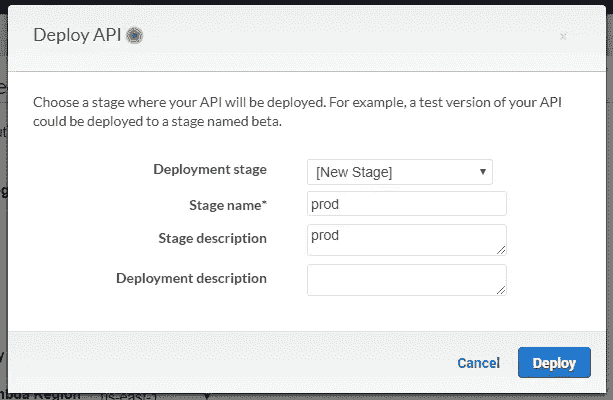 Deploy API
×
Choose a stage where your API will be deployed. For example, a test version of your API
could be deployed to a stage named beta.
Deployment stage [New Stage]
Stage name* prod
Stage description prod
Deployment description
Cancel Deploy